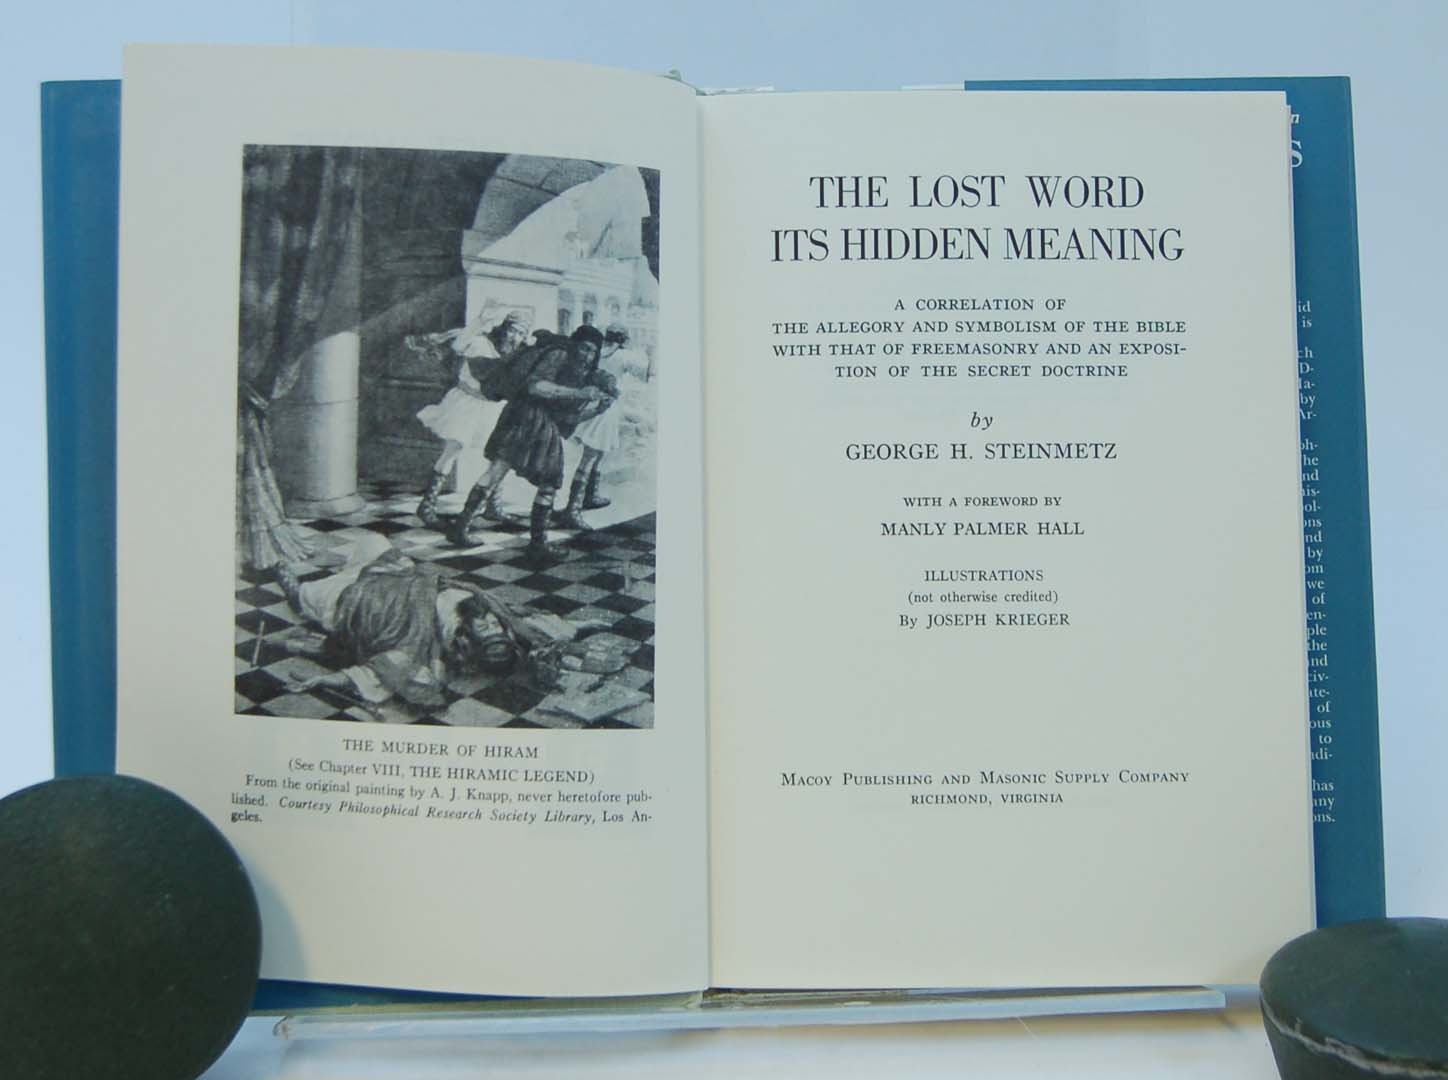 THE MURDER OF HIRAM
(See Chapter VIII, THE HIRAMIC LEGEND)
From the original painting by A. J. Knapp, never heretofore pub-
lished. Courtesy Philosophical Research Society Library, Los An-
geles.
THE LOST WORD
ITS HIDDEN MEANING
A CORRELATION OF
THE ALLEGORY AND SYMBOLISM OF THE BIBLE
WITH THAT OF FREEMASONRY AND AN EXPOSI-
TION OF THE SECRET DOCTRINE
by
GEORGE H. STEINMETZ
WITH A FOREWORD BY
MANLY PALMER HALL
ILLUSTRATIONS
(not otherwise credited)
By JOSEPH KRIEGER
MACOY PUBLISHING AND MASONIC SUPPLY COMPANY
RICHMOND, VIRGINIA